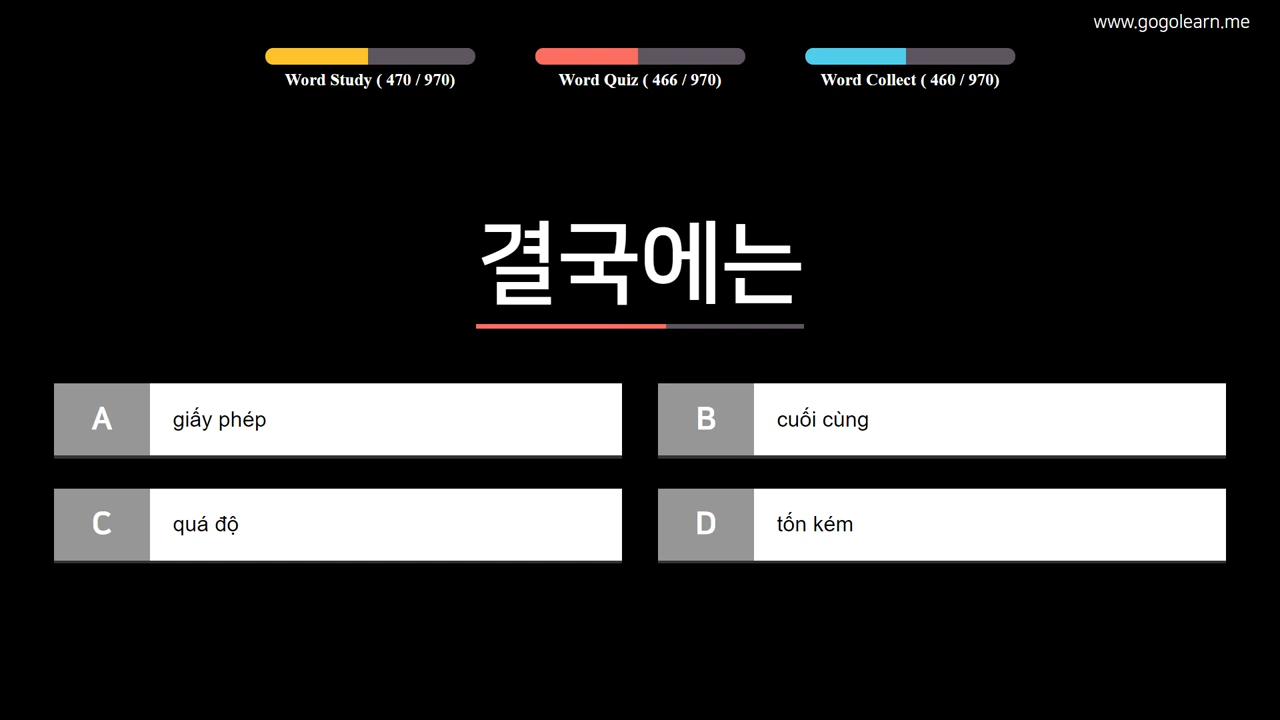 www.gogolearn.me
Word Study ( 470 / 970)
Word Quiz ( 466 / 970)
Word Collect ( 460 / 970)
결국에는
A giấy phép
B cuối cùng
C quá độ
D tốn kém